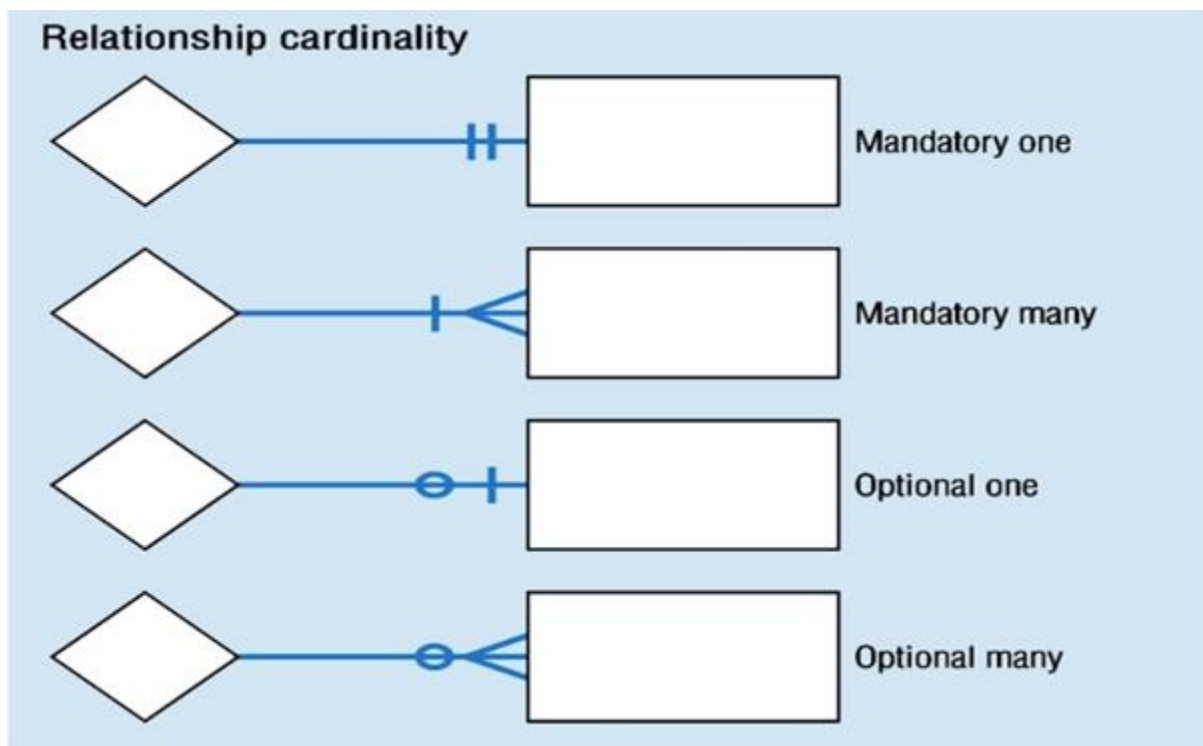 Relationship cardinality
Mandatory one
Mandatory many
Optional one
Optional many